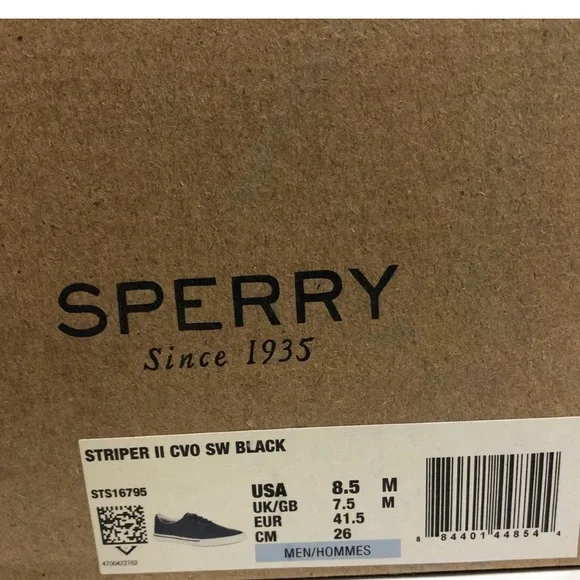 SPERRY
Since 1935
STRIPER II CVO SW BLACK
STS16795
USA 8.5 M
UK/GB 7.5 M
EUR 41.5
CM 26
MEN/HOMMES
4700422762
8 84401 44854 4